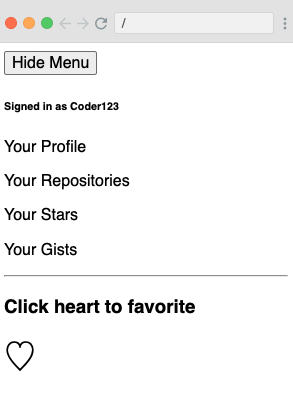 /
Hide Menu
Signed in as Coder123
Your Profile
Your Repositories
Your Stars
Your Gists
Click heart to favorite